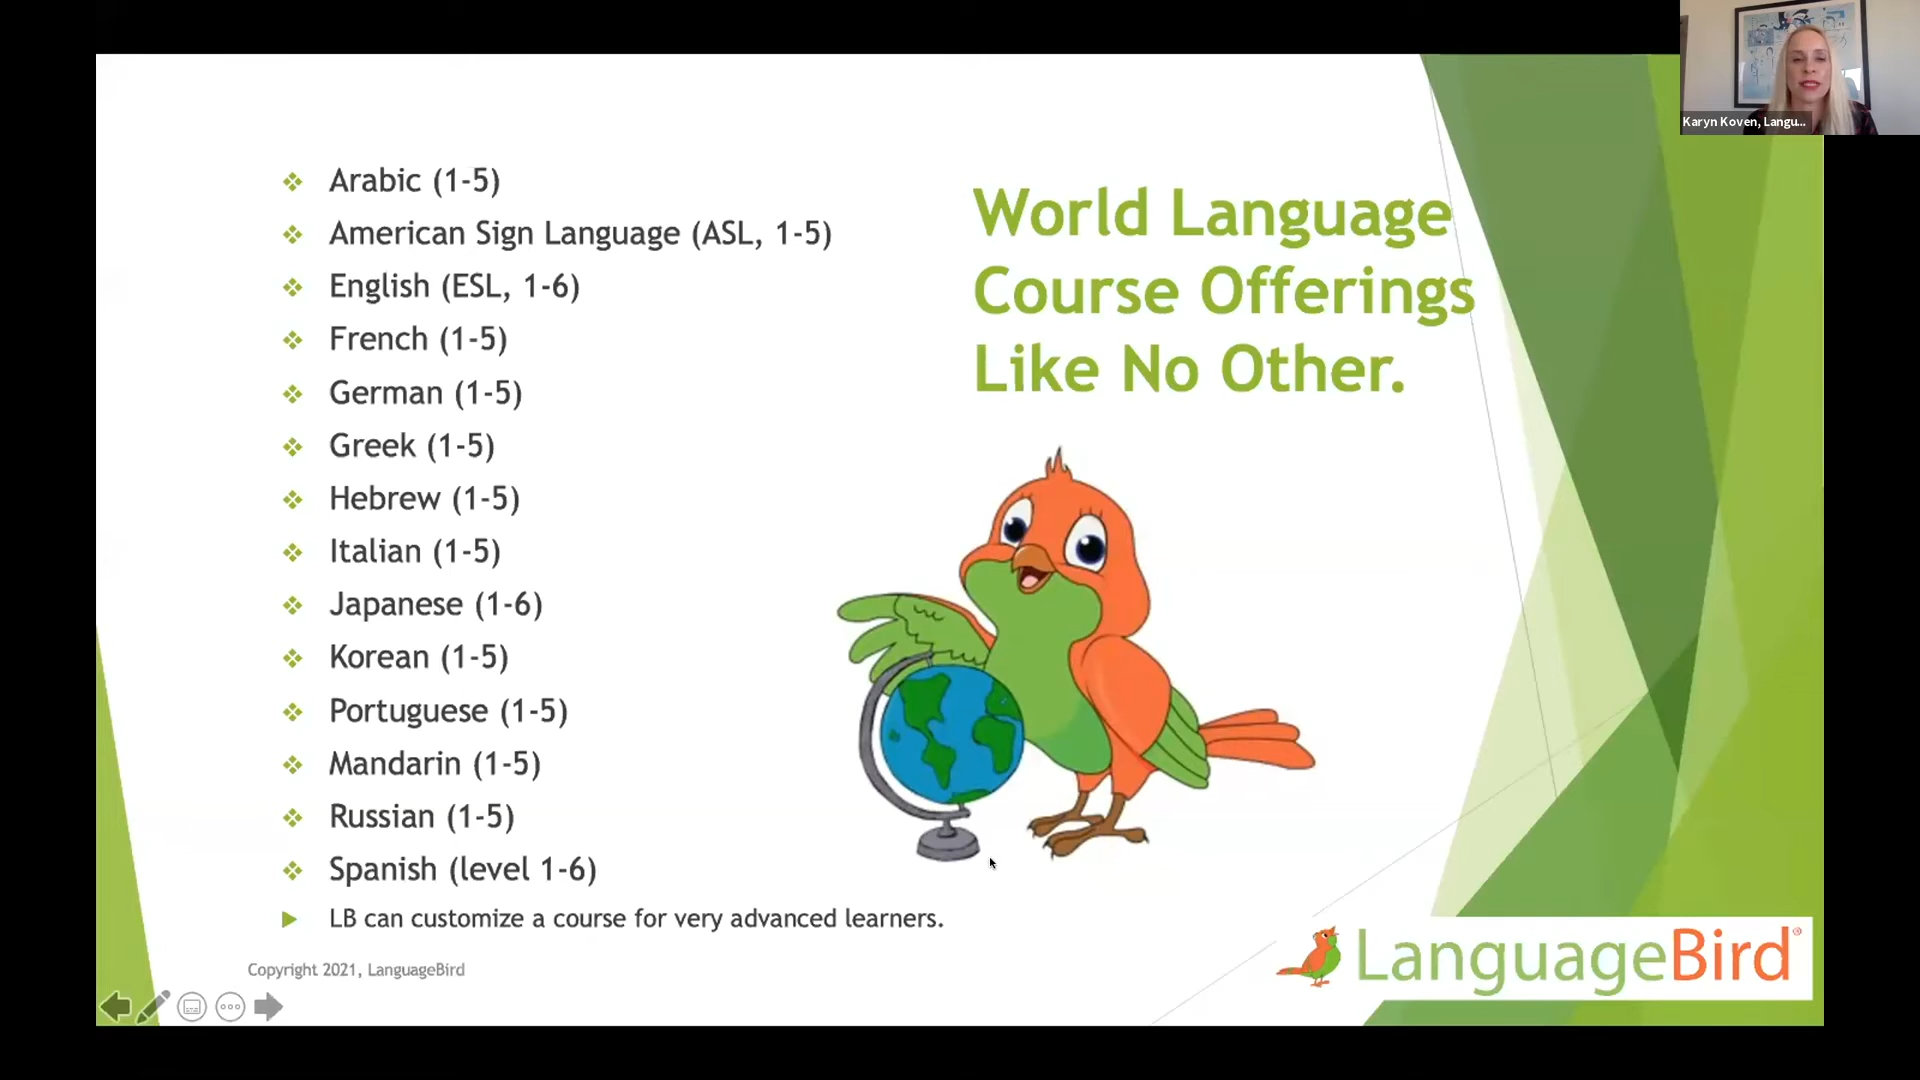 Karyn Koven, Langu...
World Language
Course Offerings
Like No Other.
Arabic (1-5)
American Sign Language (ASL, 1-5)
English (ESL, 1-6)
French (1-5)
German (1-5)
Greek (1-5)
Hebrew (1-5)
Italian (1-5)
Japanese (1-6)
Korean (1-5)
Portuguese (1-5)
Mandarin (1-5)
Russian (1-5)
Spanish (level 1-6)
LB can customize a course for very advanced learners.
Copyright 2021, LanguageBird
LanguageBird®